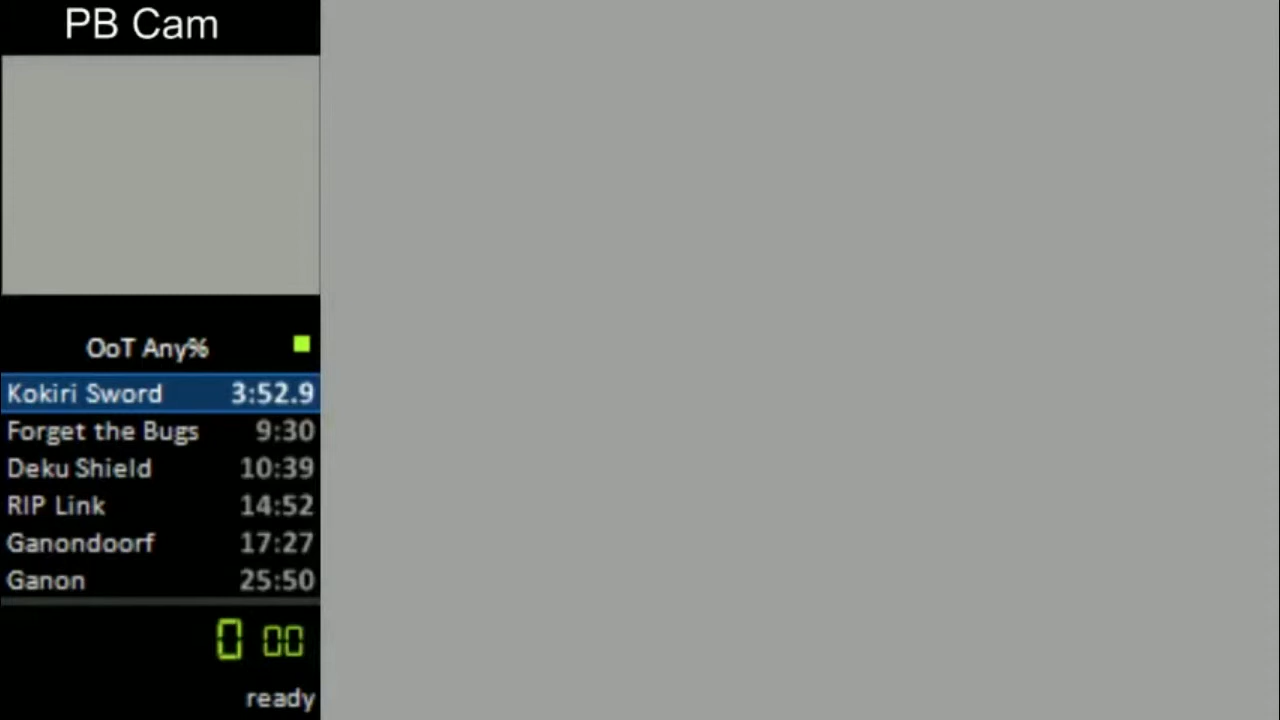 PB Cam
OoT Any%
Kokiri Sword 3:52.9
Forget the Bugs 9:30
Deku Shield 10:39
RIP Link 14:52
Ganondoorf 17:27
Ganon 25:50
0 00
ready